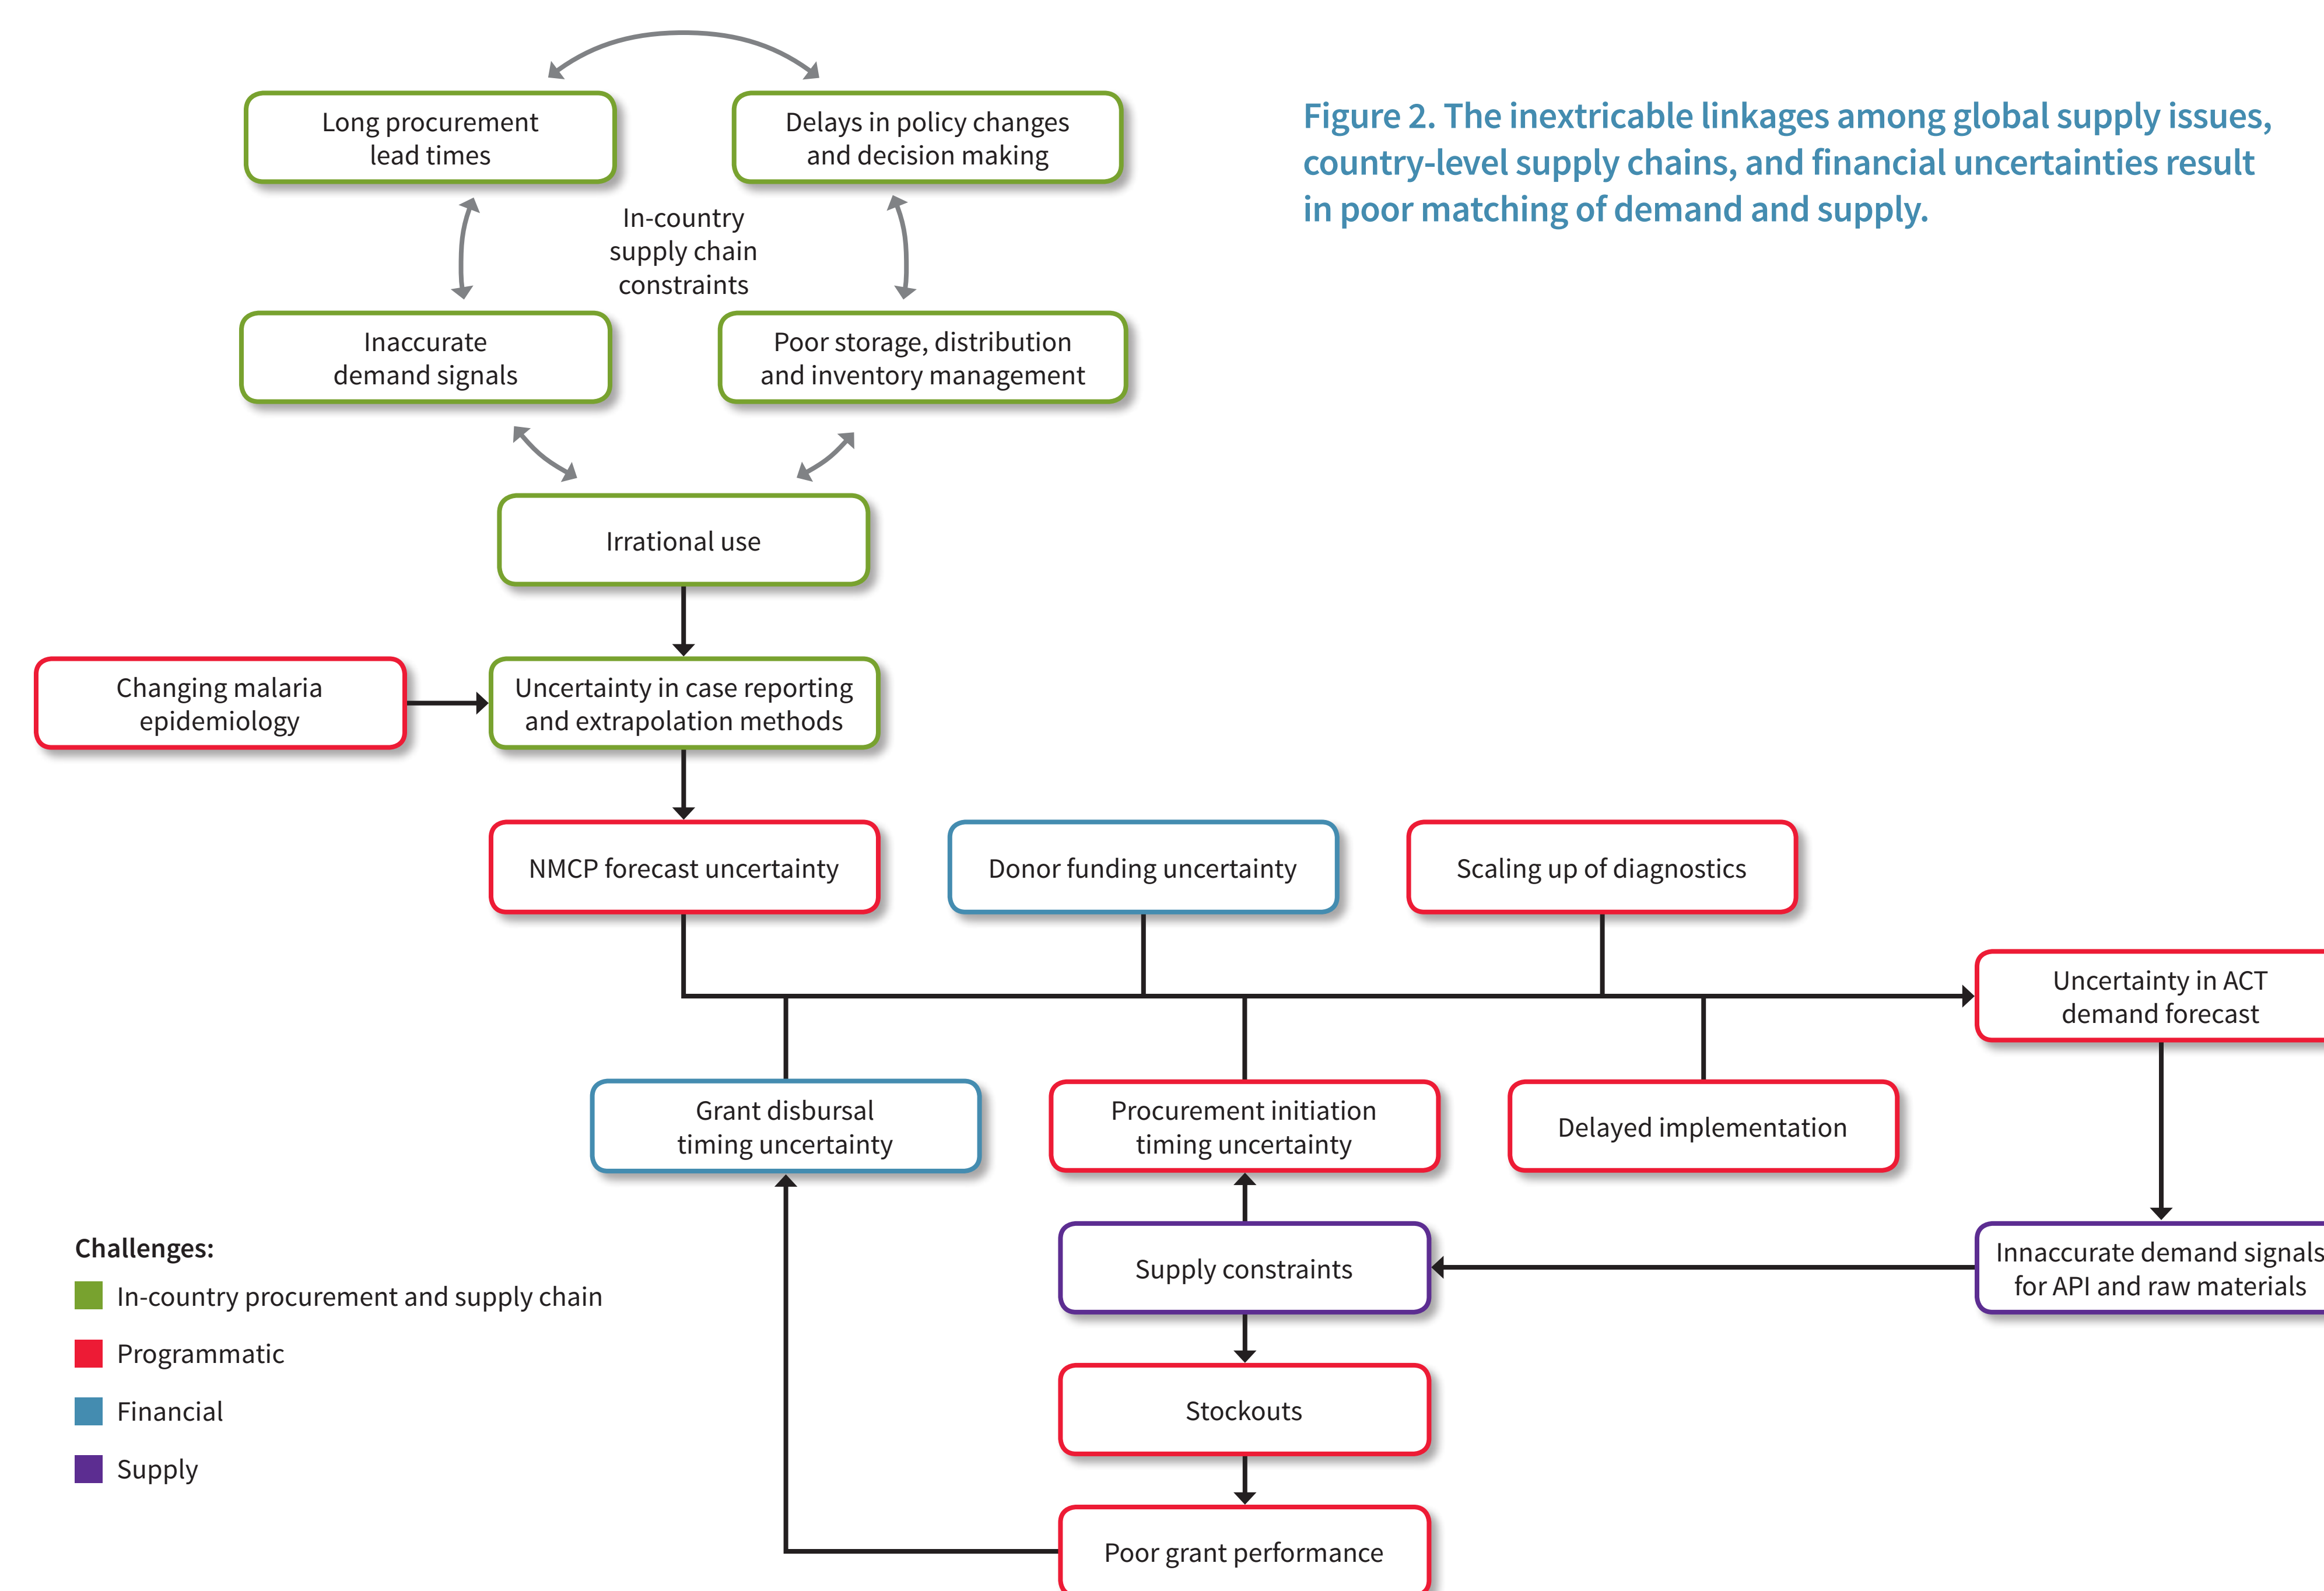 Figure 2. The inextricable linkages among global supply issues,
country-level supply chains, and financial uncertainties result
in poor matching of demand and supply.
Long procurement
lead times
Delays in policy changes
and decision making
In-country
supply chain
constraints
Inaccurate
demand signals
Poor storage, distribution
and inventory management
Irrational use
Changing malaria
epidemiology
Uncertainty in case reporting
and extrapolation methods
NMCP forecast uncertainty
Donor funding uncertainty
Scaling up of diagnostics
Uncertainty in ACT
demand forecast
Grant disbursal
timing uncertainty
Procurement initiation
timing uncertainty
Delayed implementation
Supply constraints
Innaccurate demand signals
for API and raw materials
Stockouts
Poor grant performance
Challenges:
In-country procurement and supply chain
Programmatic
Financial
Supply